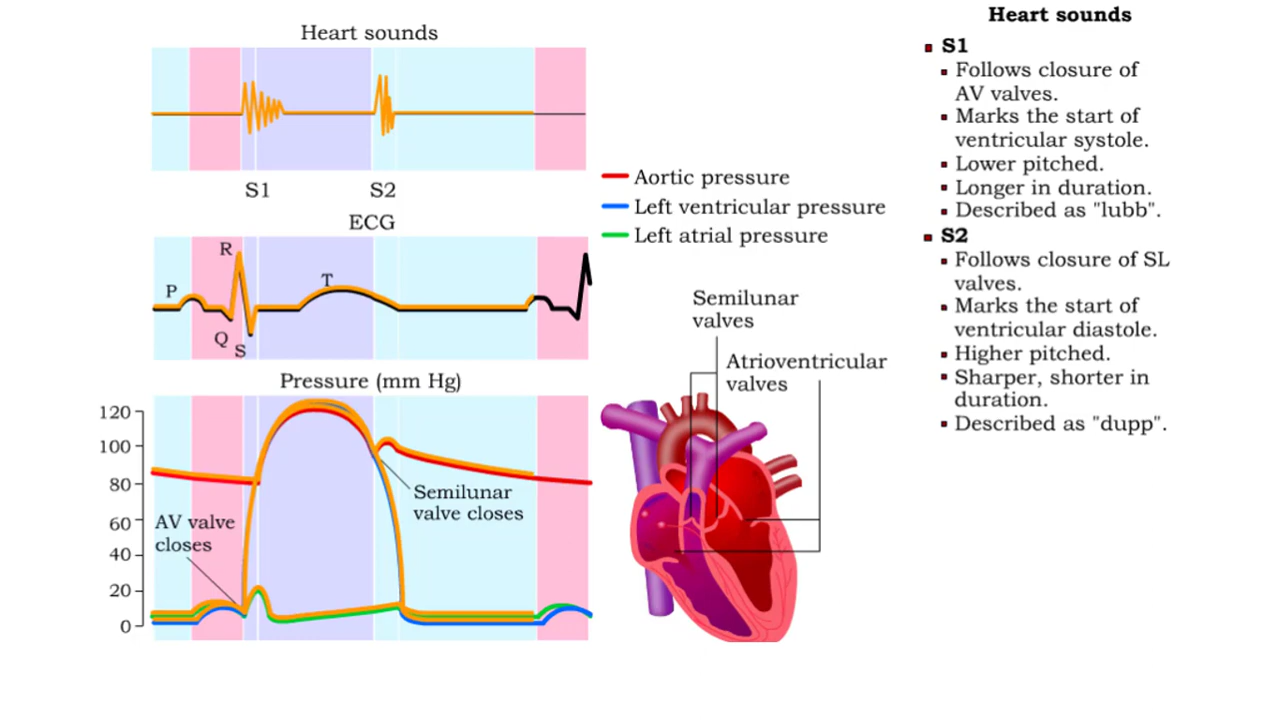 Heart sounds
S1
S2
ECG
R
P
T
Q
S
Pressure (mm Hg)
120
100
80
60
40
20
0
AV valve
closes
Semilunar
valve closes
Aortic pressure
Left ventricular pressure
Left atrial pressure
Semilunar
valves
Atrioventricular
valves
Heart sounds
S1
Follows closure of
AV valves.
Marks the start of
ventricular systole.
Lower pitched.
Longer in duration.
Described as "lubb".
S2
Follows closure of SL
valves.
Marks the start of
ventricular diastole.
Higher pitched.
Sharper, shorter in
duration.
Described as "dupp".